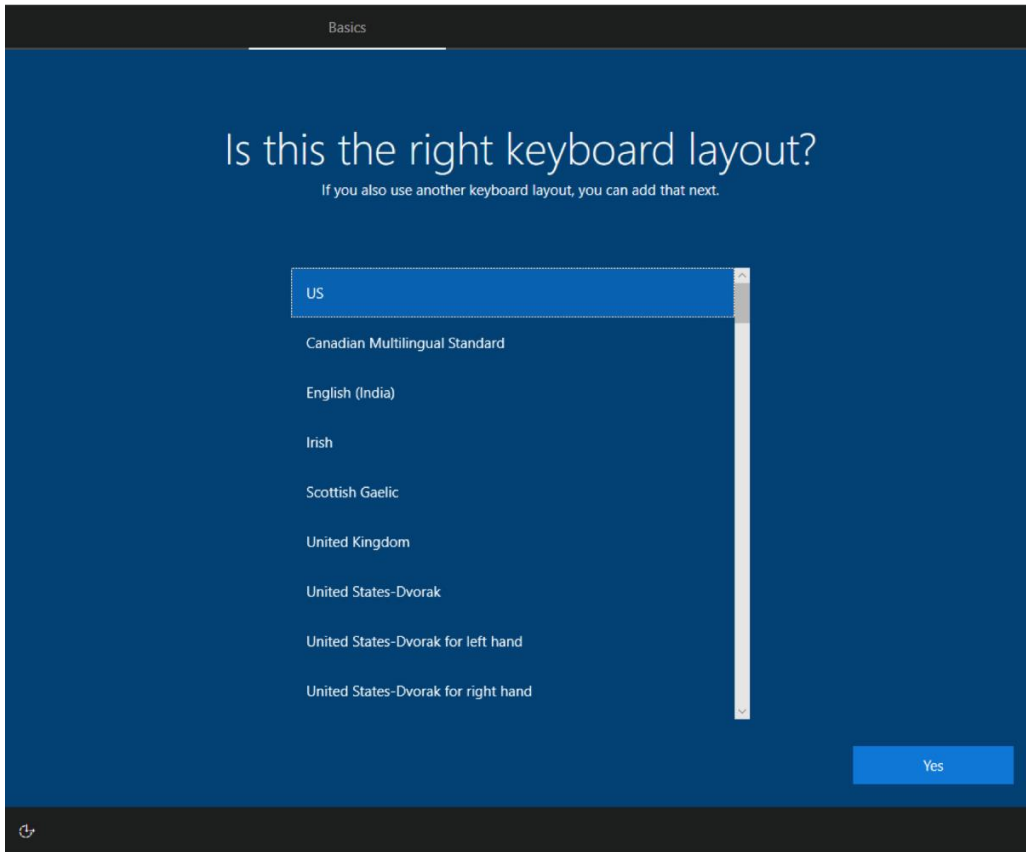 Basics
Is this the right keyboard layout?
If you also use another keyboard layout, you can add that next.
US
Canadian Multilingual Standard
English (India)
Irish
Scottish Gaelic
United Kingdom
United States-Dvorak
United States-Dvorak for left hand
United States-Dvorak for right hand
Yes